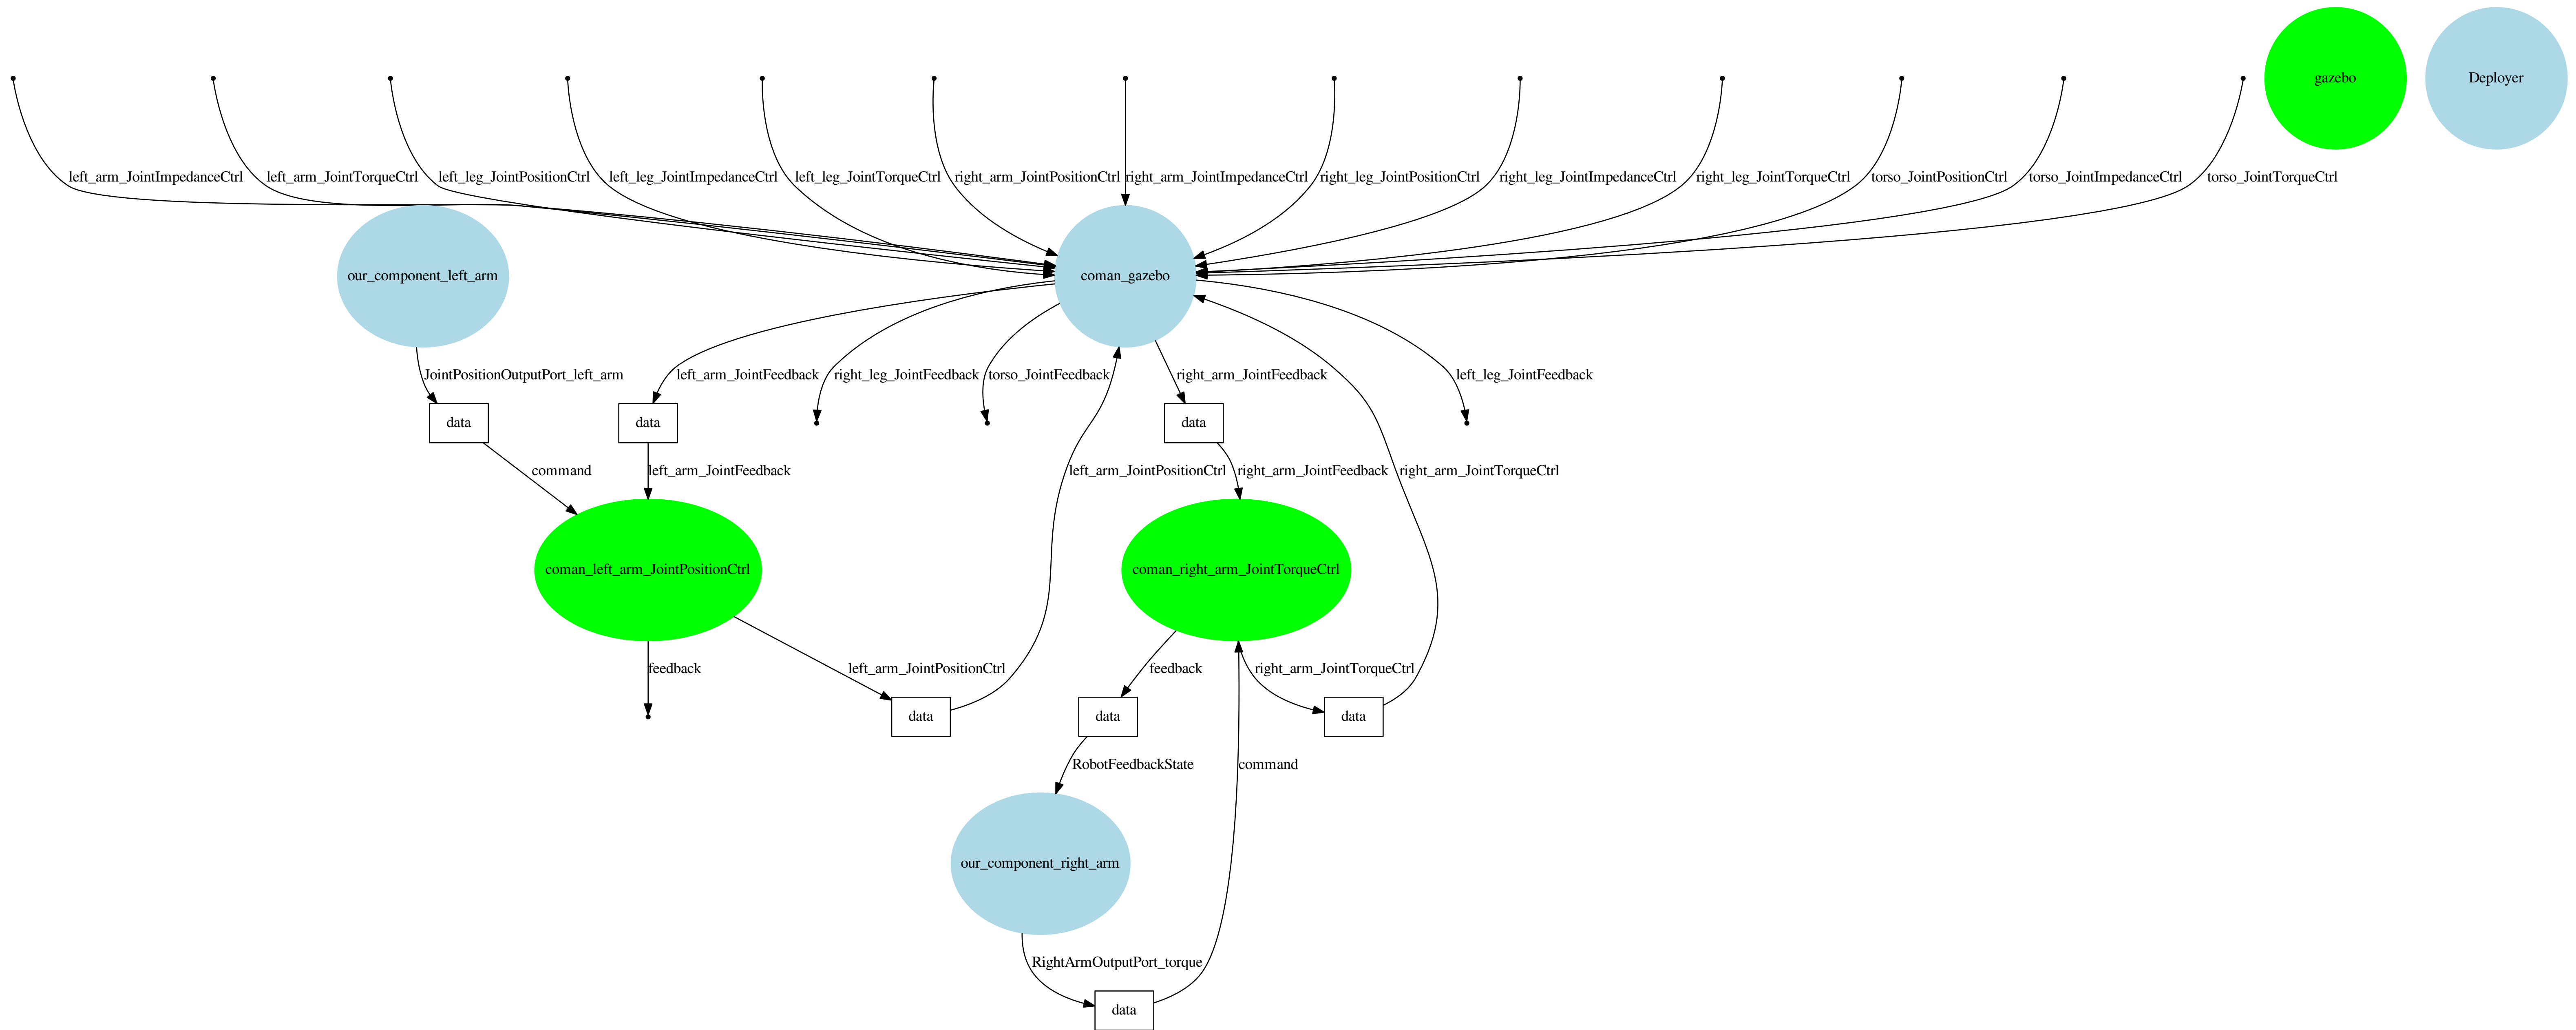 gazebo
Deployer
left_arm_JointImpedanceCtrl
left_arm_JointTorqueCtrl
left_leg_JointPositionCtrl
left_leg_JointImpedanceCtrl
left_leg_JointTorqueCtrl
right_arm_JointPositionCtrl
right_arm_JointImpedanceCtrl
right_leg_JointPositionCtrl
right_leg_JointImpedanceCtrl
right_leg_JointTorqueCtrl
torso_JointPositionCtrl
torso_JointImpedanceCtrl
torso_JointTorqueCtrl
our_component_left_arm
coman_gazebo
JointPositionOutputPort_left_arm
left_arm_JointFeedback
right_leg_JointFeedback
torso_JointFeedback
right_arm_JointFeedback
left_leg_JointFeedback
data
data
data
command
left_arm_JointFeedback
left_arm_JointPositionCtrl
right_arm_JointFeedback
right_arm_JointTorqueCtrl
coman_left_arm_JointPositionCtrl
coman_right_arm_JointTorqueCtrl
feedback
left_arm_JointPositionCtrl
feedback
right_arm_JointTorqueCtrl
data
data
data
RobotFeedbackState
command
our_component_right_arm
RightArmOutputPort_torque
data